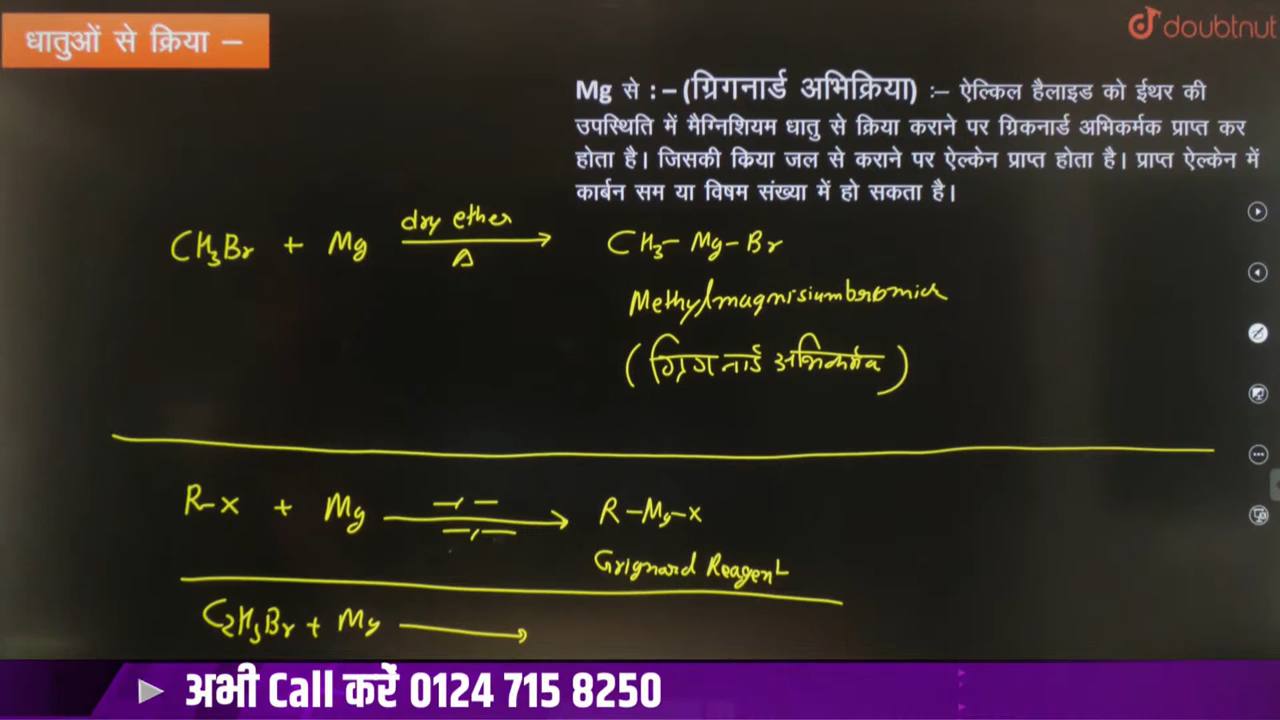 धातुओं से क्रिया –
doubtnut
Mg से :– (ग्रिगनार्ड अभिक्रिया) :– ऐल्किल हैलाइड को ईथर की
उपस्थिति में मैग्निशियम धातु से क्रिया कराने पर ग्रिकनार्ड अभिकर्मक प्राप्त कर
होता है। जिसकी क्रिया जल से कराने पर ऐल्केन प्राप्त होता है। प्राप्त ऐल्केन में
कार्बन सम या विषम संख्या में हो सकता है।
CH₃Br + Mg dry ether Δ → CH₃–Mg–Br
Methylmagnisiumbromide
(ग्रिगनार्ड अभिकर्मक)
R–x + Mg → R–Mg–x
Grignard Reagent
C₂H₅Br + Mg →
अभी Call करें 0124 715 8250